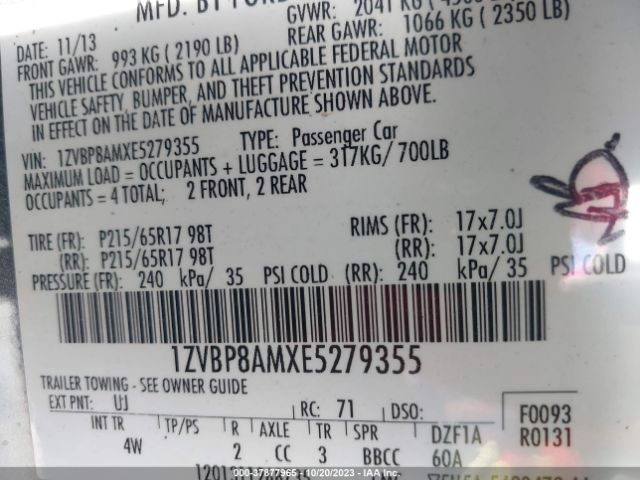 MFD. BY FORD
DATE: 11/13 GVWR: 2041 KG
FRONT GAWR: 993 KG ( 2190 LB) REAR GAWR: 1066 KG ( 2350 LB)
THIS VEHICLE CONFORMS TO ALL APPLICABLE FEDERAL MOTOR
VEHICLE SAFETY, BUMPER, AND THEFT PREVENTION STANDARDS
IN EFFECT ON THE DATE OF MANUFACTURE SHOWN ABOVE.
VIN: 1ZVBP8AMXE5279355 TYPE: Passenger Car
MAXIMUM LOAD = OCCUPANTS + LUGGAGE = 317KG/ 700LB
OCCUPANTS = 4 TOTAL; 2 FRONT, 2 REAR
TIRE (FR): P215/65R17 98T RIMS (FR): 17x7.0J
(RR): P215/65R17 98T (RR): 17x7.0J
PRESSURE (FR): 240 kPa/ 35 PSI COLD (RR): 240 kPa/ 35 PSI COLD
1ZVBP8AMXE5279355
TRAILER TOWING - SEE OWNER GUIDE
EXT PNT: UJ RC: 71 DSO: F0093
INT TR TP/PS R AXLE TR SPR DZF1A R0131
4W 2 CC 3 BBCC 60A
Copart: 37877965 - 10/20/2023 - IAA Inc.